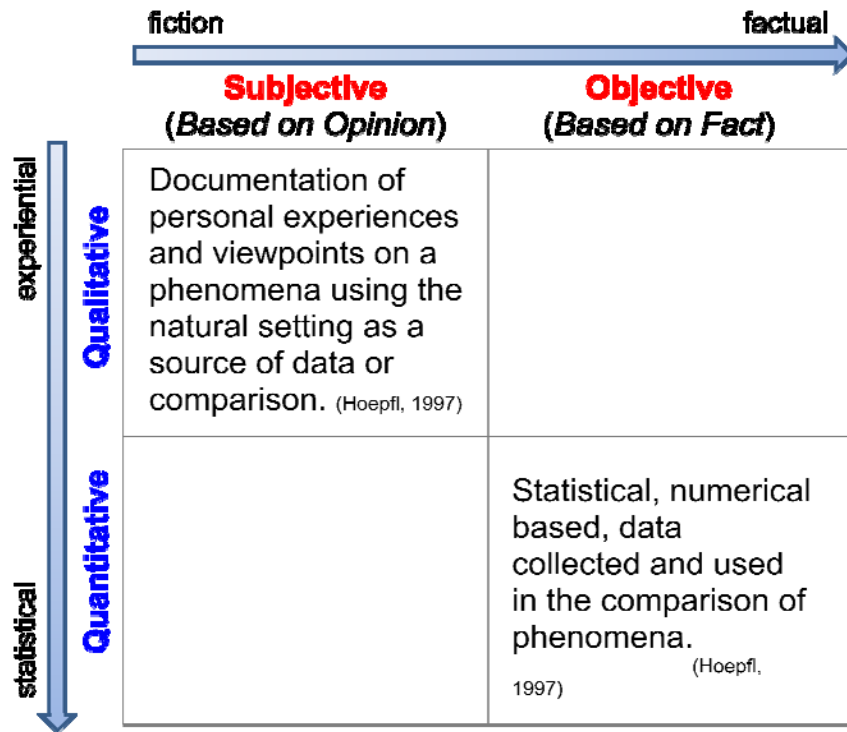 fiction factual
Subjective Objective
(Based on Opinion) (Based on Fact)
experiential
Qualitative
Documentation of
personal experiences
and viewpoints on a
phenomena using the
natural setting as a
source of data or
comparison. (Hoepfl, 1997)
statistical
Quantitative
Statistical, numerical
based, data
collected and used
in the comparison of
phenomena.
(Hoepfl,
1997)